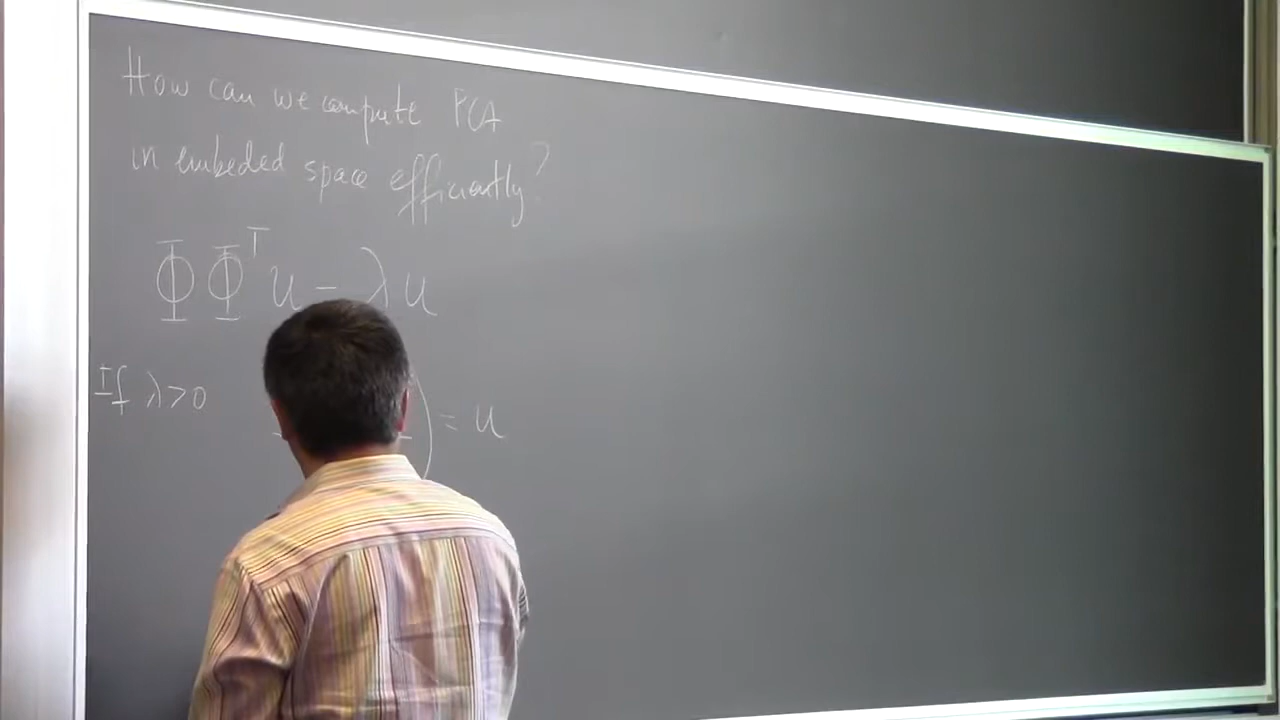 How can we compute PCA
in embeded space efficiently?
Φ Φ^T u = λ u
If λ>0 ) = u